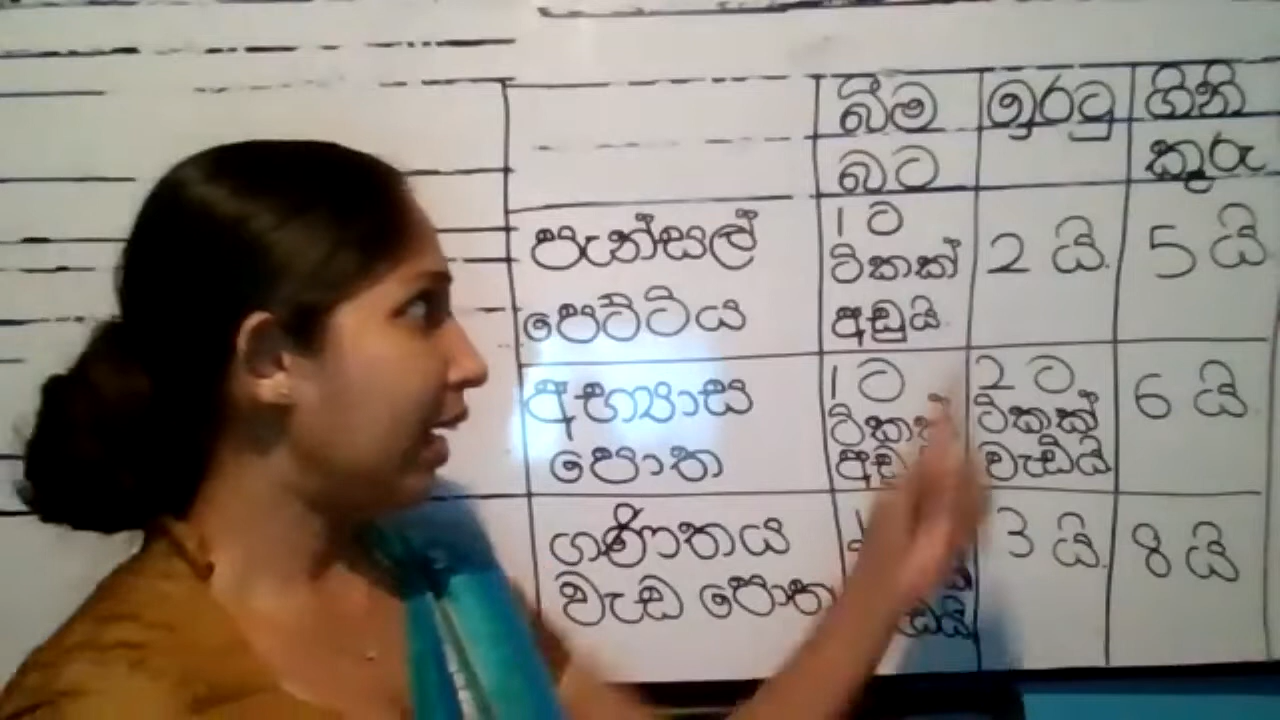 බීම බට ඉරටු ගිනි කූරු
පැන්සල් පෙට්ටිය 1 ට ටිකක් අඩුයි 2 යි. 5 යි
අභ්‍යාස පොත 1 ට 2 ට ටිකක් වැඩියි 6 යි
ගණිතය වැඩ පොත 3 යි. 8 යි